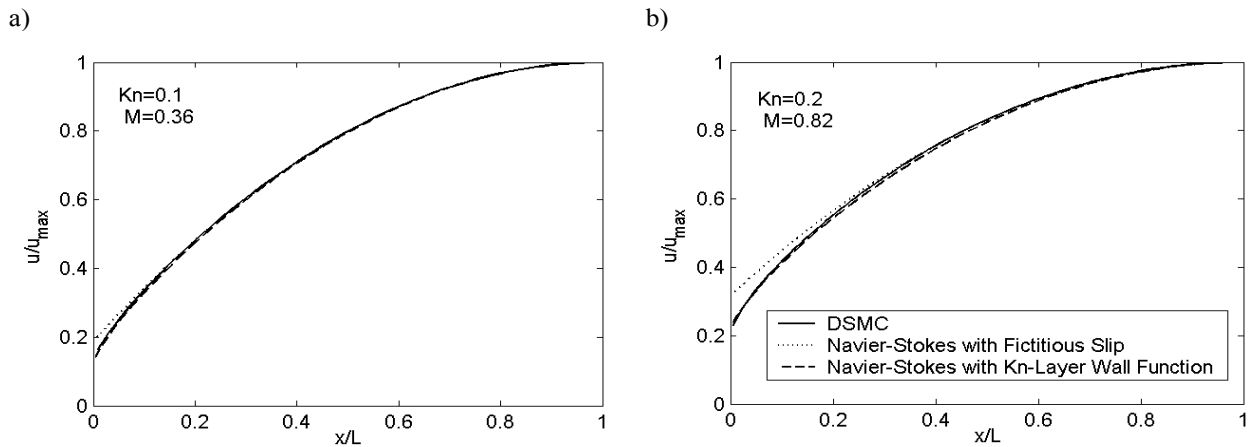 a)
1
0.8
0.6
0.4
0.2
0
0
0.2
0.4
0.6
0.8
1
Kn=0.1
M=0.36
u/u_max
x/L
b)
1
0.8
0.6
0.4
0.2
0
0
0.2
0.4
0.6
0.8
1
Kn=0.2
M=0.82
u/u_max
x/L
DSMC
Navier-Stokes with Fictitious Slip
Navier-Stokes with Kn-Layer Wall Function